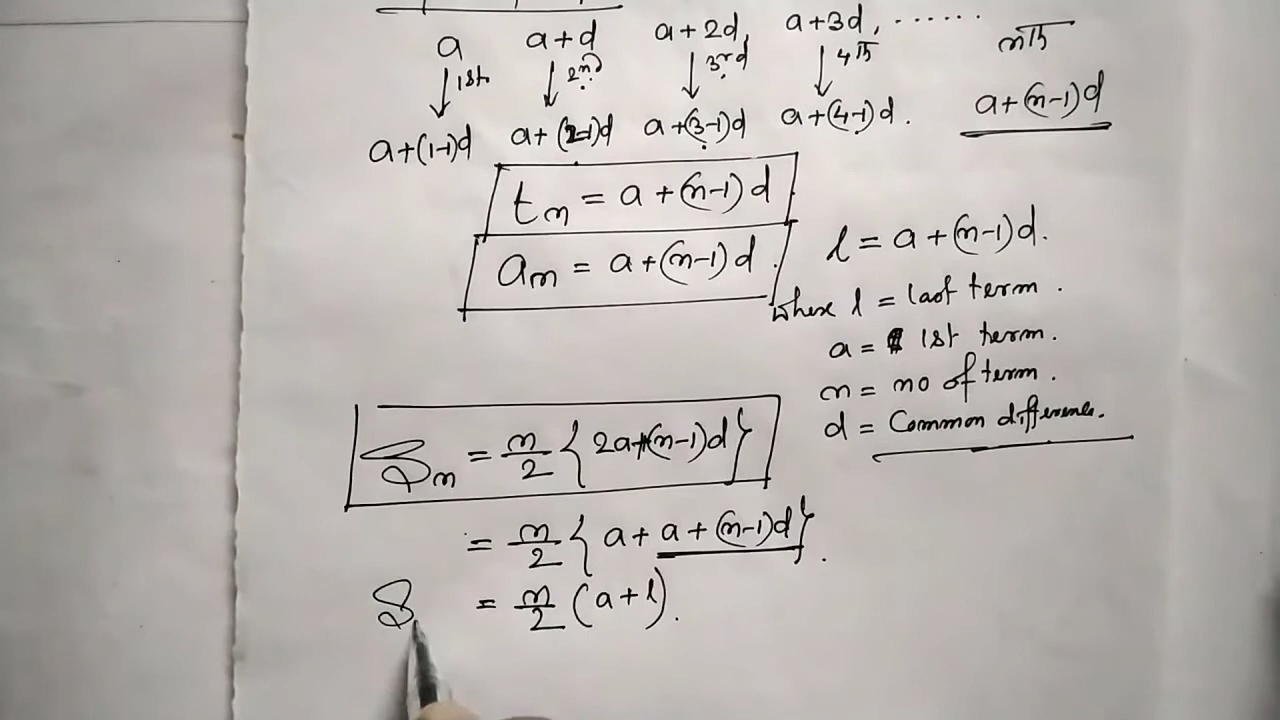 a a+d a+2d, a+3d, ...... nth
↓1st ↓2nd ↓3rd ↓4th
a+(1-1)d a+(2-1)d a+(3-1)d a+(4-1)d. a+(n-1)d
tn = a+(n-1)d
an = a+(n-1)d.
l = a+(n-1)d.
where l = last term.
a = 1st term.
n = no of term.
d = Common difference.
Sn = n/2 {2a+(n-1)d}
= n/2 {a+a+(n-1)d}.
S = n/2 (a+l).